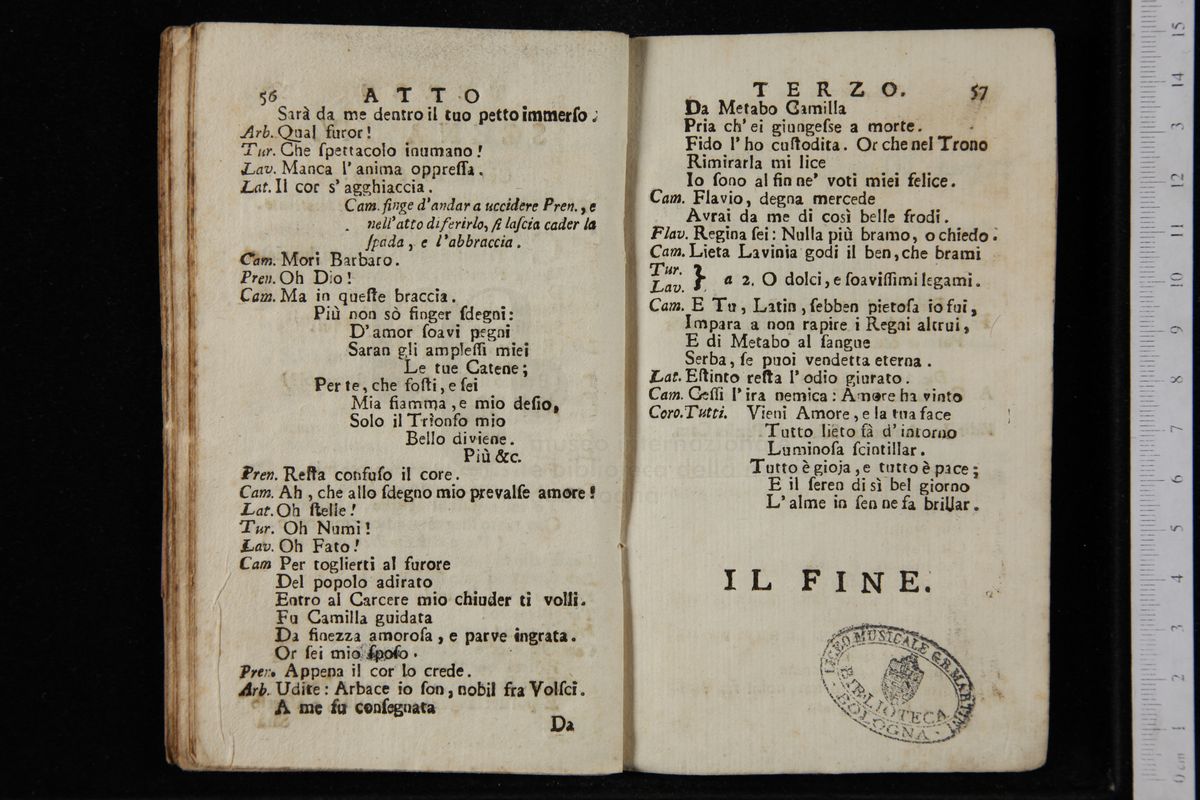 56 ATTO
Sarà da me dentro il tuo petto immerſo.
Arb. Qual furor!
Tur. Che ſpettacolo inumano!
Lav. Manca l'anima oppreſſa.
Lat. Il cor s'agghiaccia.
Cam. finge d'andar a uccidere Pren., e
nell'atto di ferirlo, ſi laſcia cader la
ſpada, e l'abbraccia.
Cam. Mori Barbaro.
Pren. Oh Dio!
Cam. Ma in queſte braccia.
Più non sò finger ſdegni:
D'amor ſoavi pegni
Saran gli ampleſſi miei
Le tue Catene;
Per te, che foſti, e ſei
Mia fiamma, e mio deſio,
Solo il Trionfo mio
Bello diviene.
Più &c.
Pren. Reſta confuſo il core.
Cam. Ah, che allo ſdegno mio prevalſe amore!
Lat. Oh ſtelle!
Tur. Oh Numi!
Lav. Oh Fato!
Cam Per toglierti al furore
Del popolo adirato
Entro al Carcere mio chiuder ti volli.
Fu Camilla guidata
Da finezza amoroſa, e parve ingrata.
Or ſei mio ſpoſo.
Pren. Appena il cor lo crede.
Arb. Udite: Arbace io ſon, nobil fra Volſci.
A me fu conſegnata
Da
TERZO. 57
Da Metabo Camilla
Pria ch'ei giungeſse a morte.
Fido l'ho cuſtodita. Or che nel Trono
Rimirarla mi lice
Io ſono al fin ne' voti miei felice.
Cam. Flavio, degna mercede
Avrai da me di così belle frodi.
Flav. Regina ſei: Nulla più bramo, o chiedo.
Cam. Lieta Lavinia godi il ben, che brami
Tur.
Lav. } a 2. O dolci, e ſoaviſſimi legami.
Cam. E Tu, Latin, ſebben pietoſa io fui,
Impara a non rapire i Regni altrui,
E di Metabo al ſangue
Serba, ſe puoi vendetta eterna.
Lat. Eſtinto reſta l'odio giurato.
Cam. Ceſſi l'ira nemica: Amore ha vinto
Coro. Tutti. Vieni Amore, e la tua face
Tutto lieto fà d'intorno
Luminoſa ſcintillar.
Tutto è gioja, e tutto è pace;
E il ſeren di sì bel giorno
L'alme in ſen ne fa brillar.
IL FINE.
LICEO MUSICALE G.B. MARTINI
BIBLIOTECA
BOLOGNA